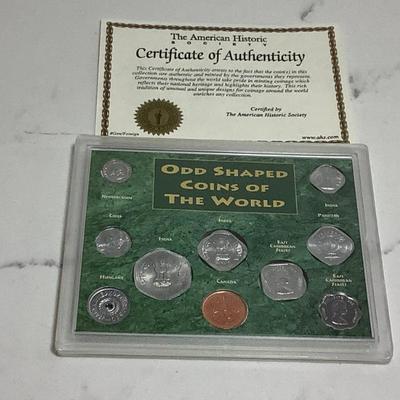 The American Historic
SOCIETY
Certificate of Authenticity
This Certificate of Authenticity attests to the fact that the coin(s) in this
collection are authentic and minted by the governments they represent.
Governments throughout the world take pride in minting coinage which
reflects their national heritage and highlights their history. This rich
tradition of unusual and unique designs for coinage around the world
enriches any collection.
Certified by
The American Historic Society
www.ahs.com
ODD SHAPED
COINS OF
THE WORLD
INDIA
PAKISTAN
INDIA
INDIA
EAST
CARIBBEAN
STATES
HUNGARY
CANADA
EAST
CARIBBEAN
STATES